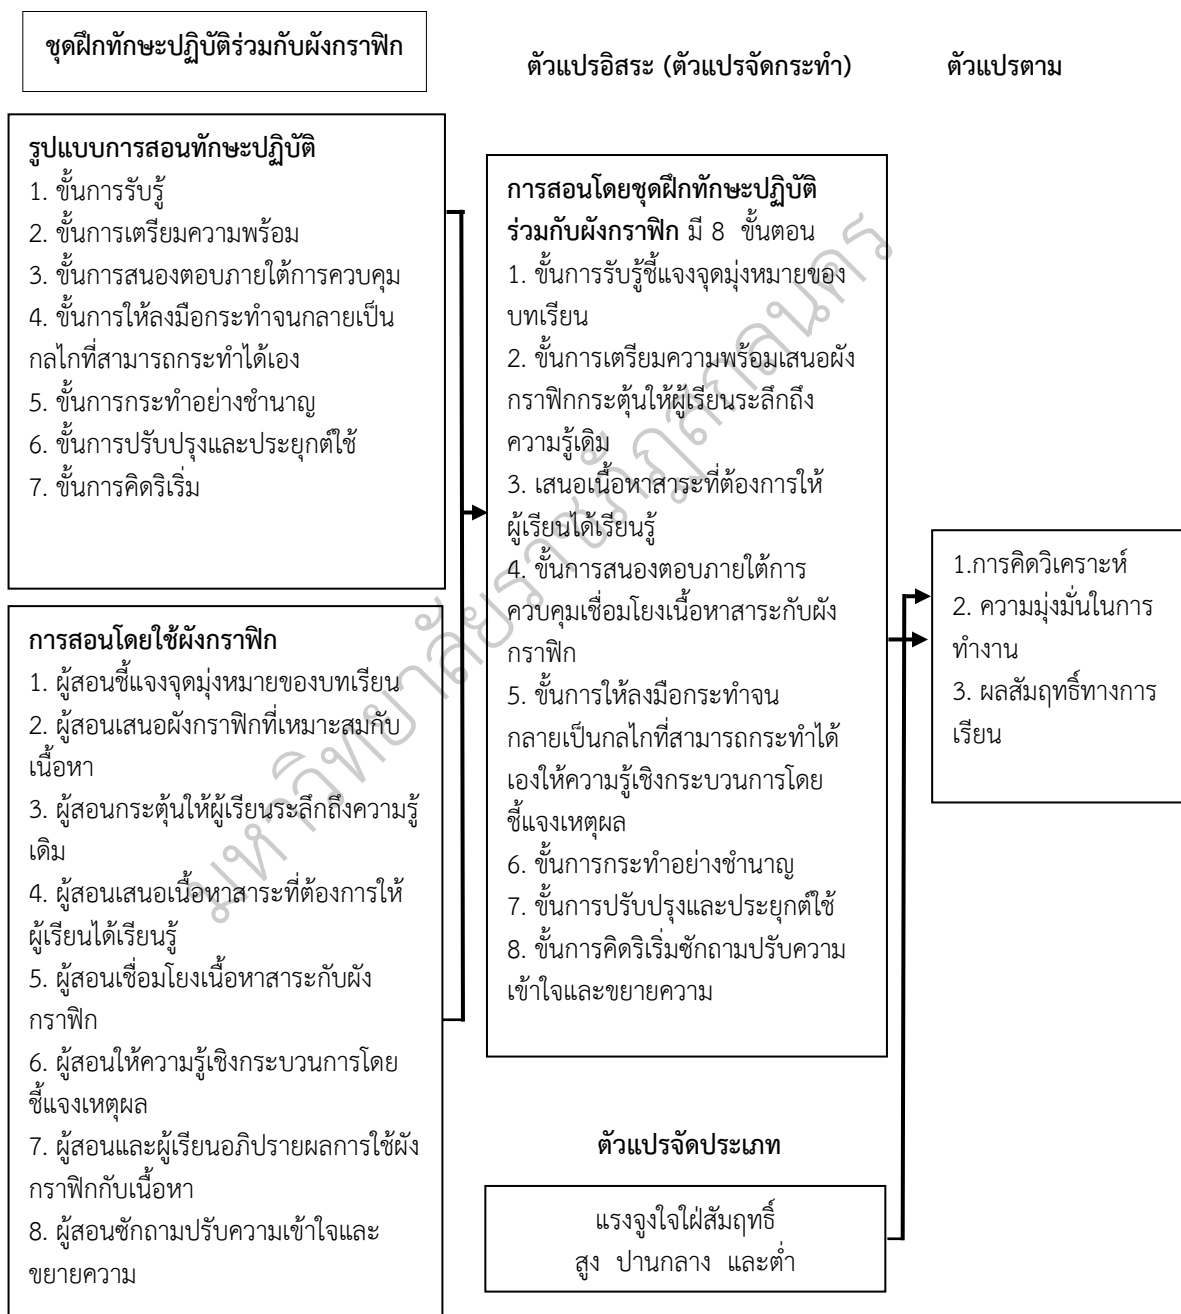 ชุดฝึกทักษะปฏิบัติร่วมกับผังกราฟิก
ตัวแปรอิสระ (ตัวแปรจัดกระทำ)
ตัวแปรตาม
รูปแบบการสอนทักษะปฏิบัติ
1. ขั้นการรับรู้
2. ขั้นการเตรียมความพร้อม
3. ขั้นการสนองตอบภายใต้การควบคุม
4. ขั้นการให้ลงมือกระทำจนกลายเป็น
กลไกที่สามารถกระทำได้เอง
5. ขั้นการกระทำอย่างชำนาญ
6. ขั้นการปรับปรุงและประยุกต์ใช้
7. ขั้นการคิดริเริ่ม
การสอนโดยใช้ผังกราฟิก
1. ผู้สอนชี้แจงจุดมุ่งหมายของบทเรียน
2. ผู้สอนเสนอผังกราฟิกที่เหมาะสมกับ
เนื้อหา
3. ผู้สอนกระตุ้นให้ผู้เรียนระลึกถึงความรู้
เดิม
4. ผู้สอนเสนอเนื้อหาสาระที่ต้องการให้
ผู้เรียนได้เรียนรู้
5. ผู้สอนเชื่อมโยงเนื้อหาสาระกับผัง
กราฟิก
6. ผู้สอนให้ความรู้เชิงกระบวนการโดย
ชี้แจงเหตุผล
7. ผู้สอนและผู้เรียนอภิปรายผลการใช้ผัง
กราฟิกกับเนื้อหา
8. ผู้สอนซักถามปรับความเข้าใจและ
ขยายความ
การสอนโดยชุดฝึกทักษะปฏิบัติ
ร่วมกับผังกราฟิก มี 8 ขั้นตอน
1. ขั้นการรับรู้ชี้แจงจุดมุ่งหมายของ
บทเรียน
2. ขั้นการเตรียมความพร้อมเสนอผัง
กราฟิกกระตุ้นให้ผู้เรียนระลึกถึง
ความรู้เดิม
3. เสนอเนื้อหาสาระที่ต้องการให้
ผู้เรียนได้เรียนรู้
4. ขั้นการสนองตอบภายใต้การ
ควบคุมเชื่อมโยงเนื้อหาสาระกับผัง
กราฟิก
5. ขั้นการให้ลงมือกระทำจน
กลายเป็นกลไกที่สามารถกระทำได้
เองให้ความรู้เชิงกระบวนการโดย
ชี้แจงเหตุผล
6. ขั้นการกระทำอย่างชำนาญ
7. ขั้นการปรับปรุงและประยุกต์ใช้
8. ขั้นการคิดริเริ่มซักถามปรับความ
เข้าใจและขยายความ
ตัวแปรจัดประเภท
แรงจูงใจใฝ่สัมฤทธิ์
สูง ปานกลาง และต่ำ
1.การคิดวิเคราะห์
2. ความมุ่งมั่นในการ
ทำงาน
3. ผลสัมฤทธิ์ทางการ
เรียน
มหาวิทยาลัยราชภัฏสกลนคร